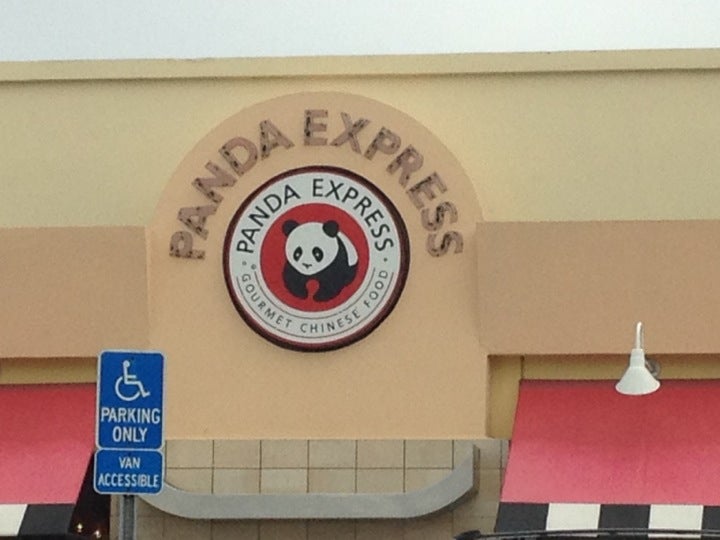 PANDA EXPRESS
PANDA EXPRESS
GOURMET CHINESE FOOD
PARKING
ONLY
VAN
ACCESSIBLE